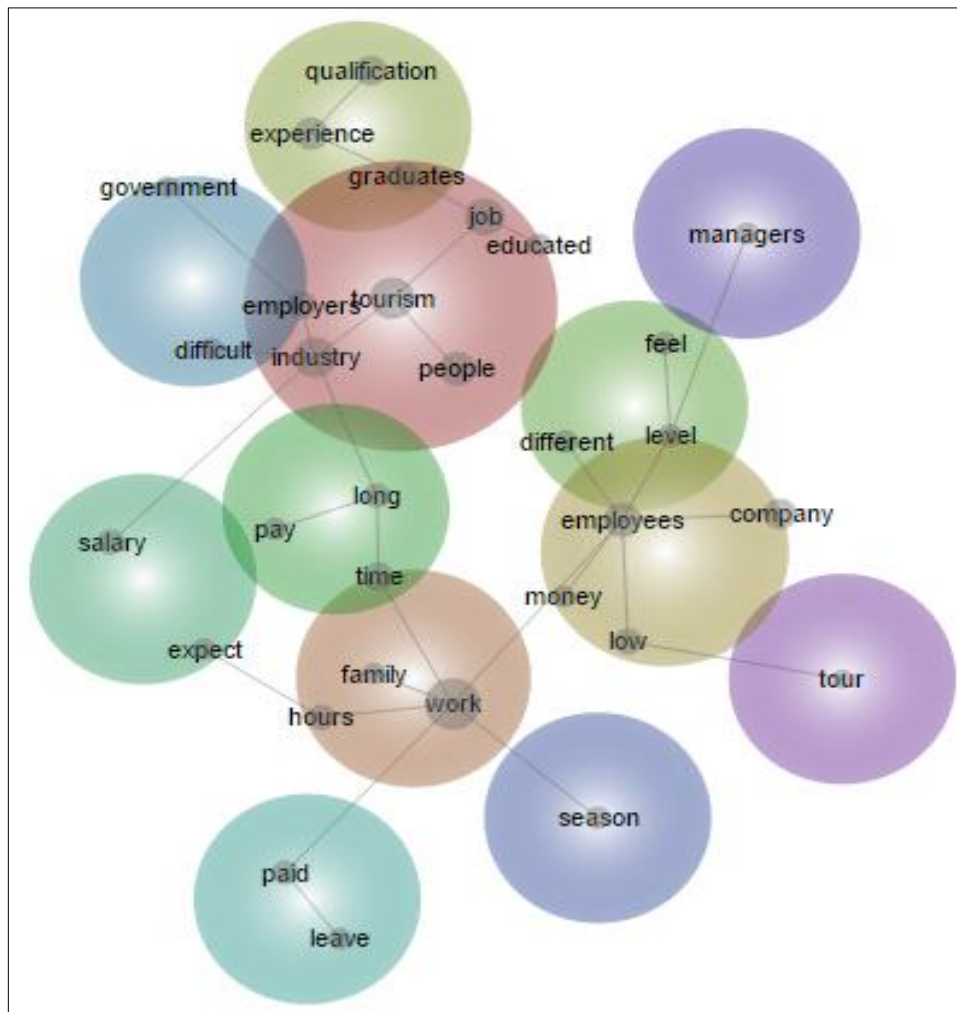 qualification
experience
graduates
government
job
educated
managers
tourism
employers
difficult
industry
people
feel
different
level
long
pay
salary
employees
company
time
money
low
expect
family
tour
work
hours
season
paid
leave